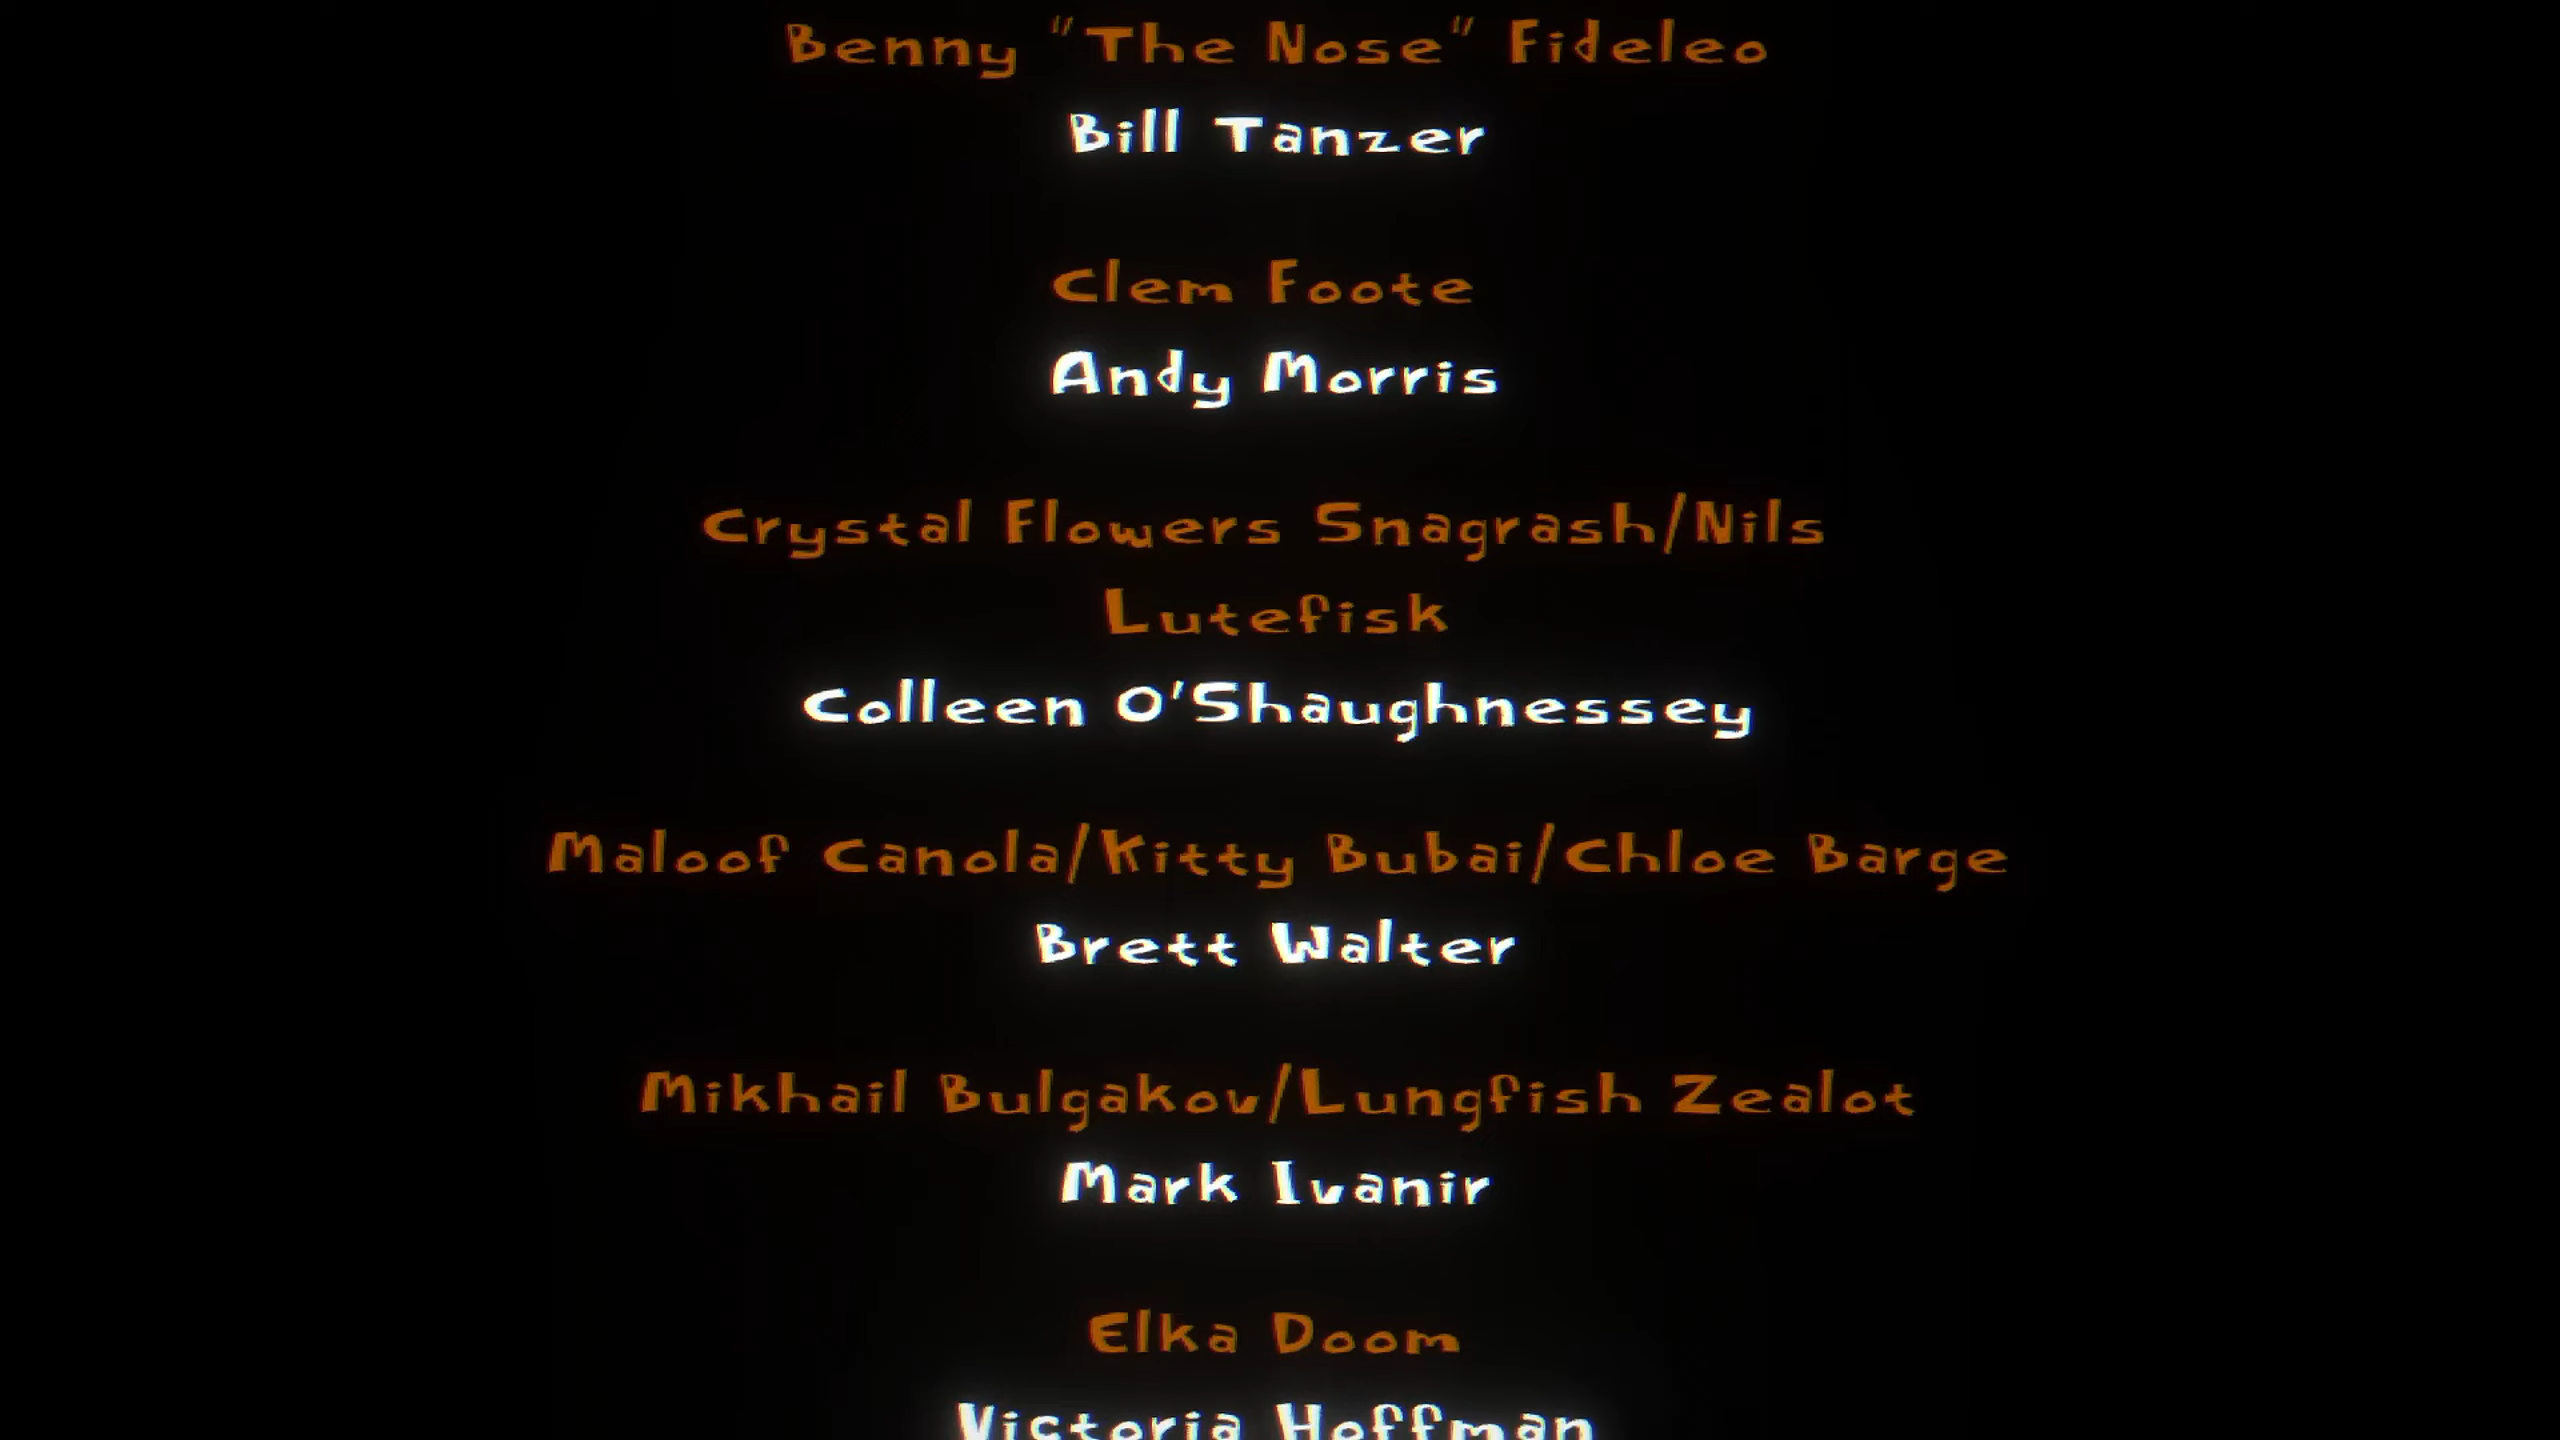 Benny "The Nose" Fideleo
Bill Tanzer
Clem Foote
Andy Morris
Crystal Flowers Snagrash/Nils
Lutefisk
Colleen O'Shaughnessey
Maloof Canola/Kitty Bubai/Chloe Barge
Brett Walter
Mikhail Bulgakov/Lungfish Zealot
Mark Ivanir
Elka Doom
Victoria Hoffman